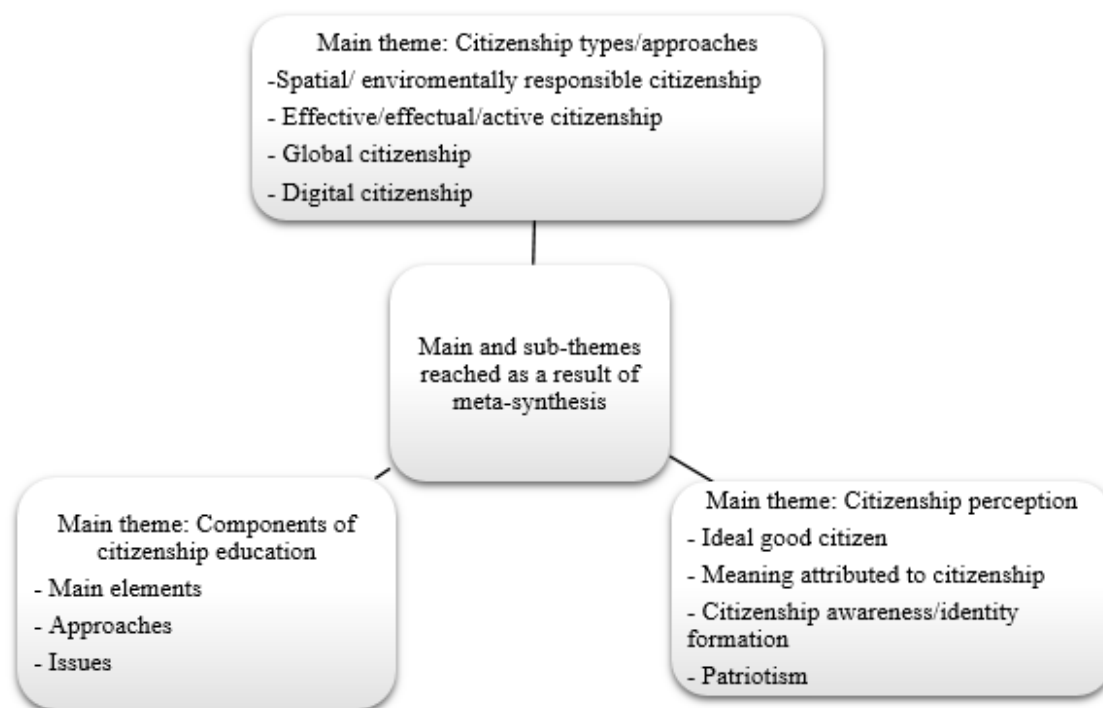 Main theme: Citizenship types/approaches
-Spatial/ enviromentally responsible citizenship
- Effective/effectual/active citizenship
- Global citizenship
- Digital citizenship
Main and sub-themes
reached as a result of
meta-synthesis
Main theme: Components of
citizenship education
- Main elements
- Approaches
- Issues
Main theme: Citizenship perception
- Ideal good citizen
- Meaning attributed to citizenship
- Citizenship awareness/identity
formation
- Patriotism